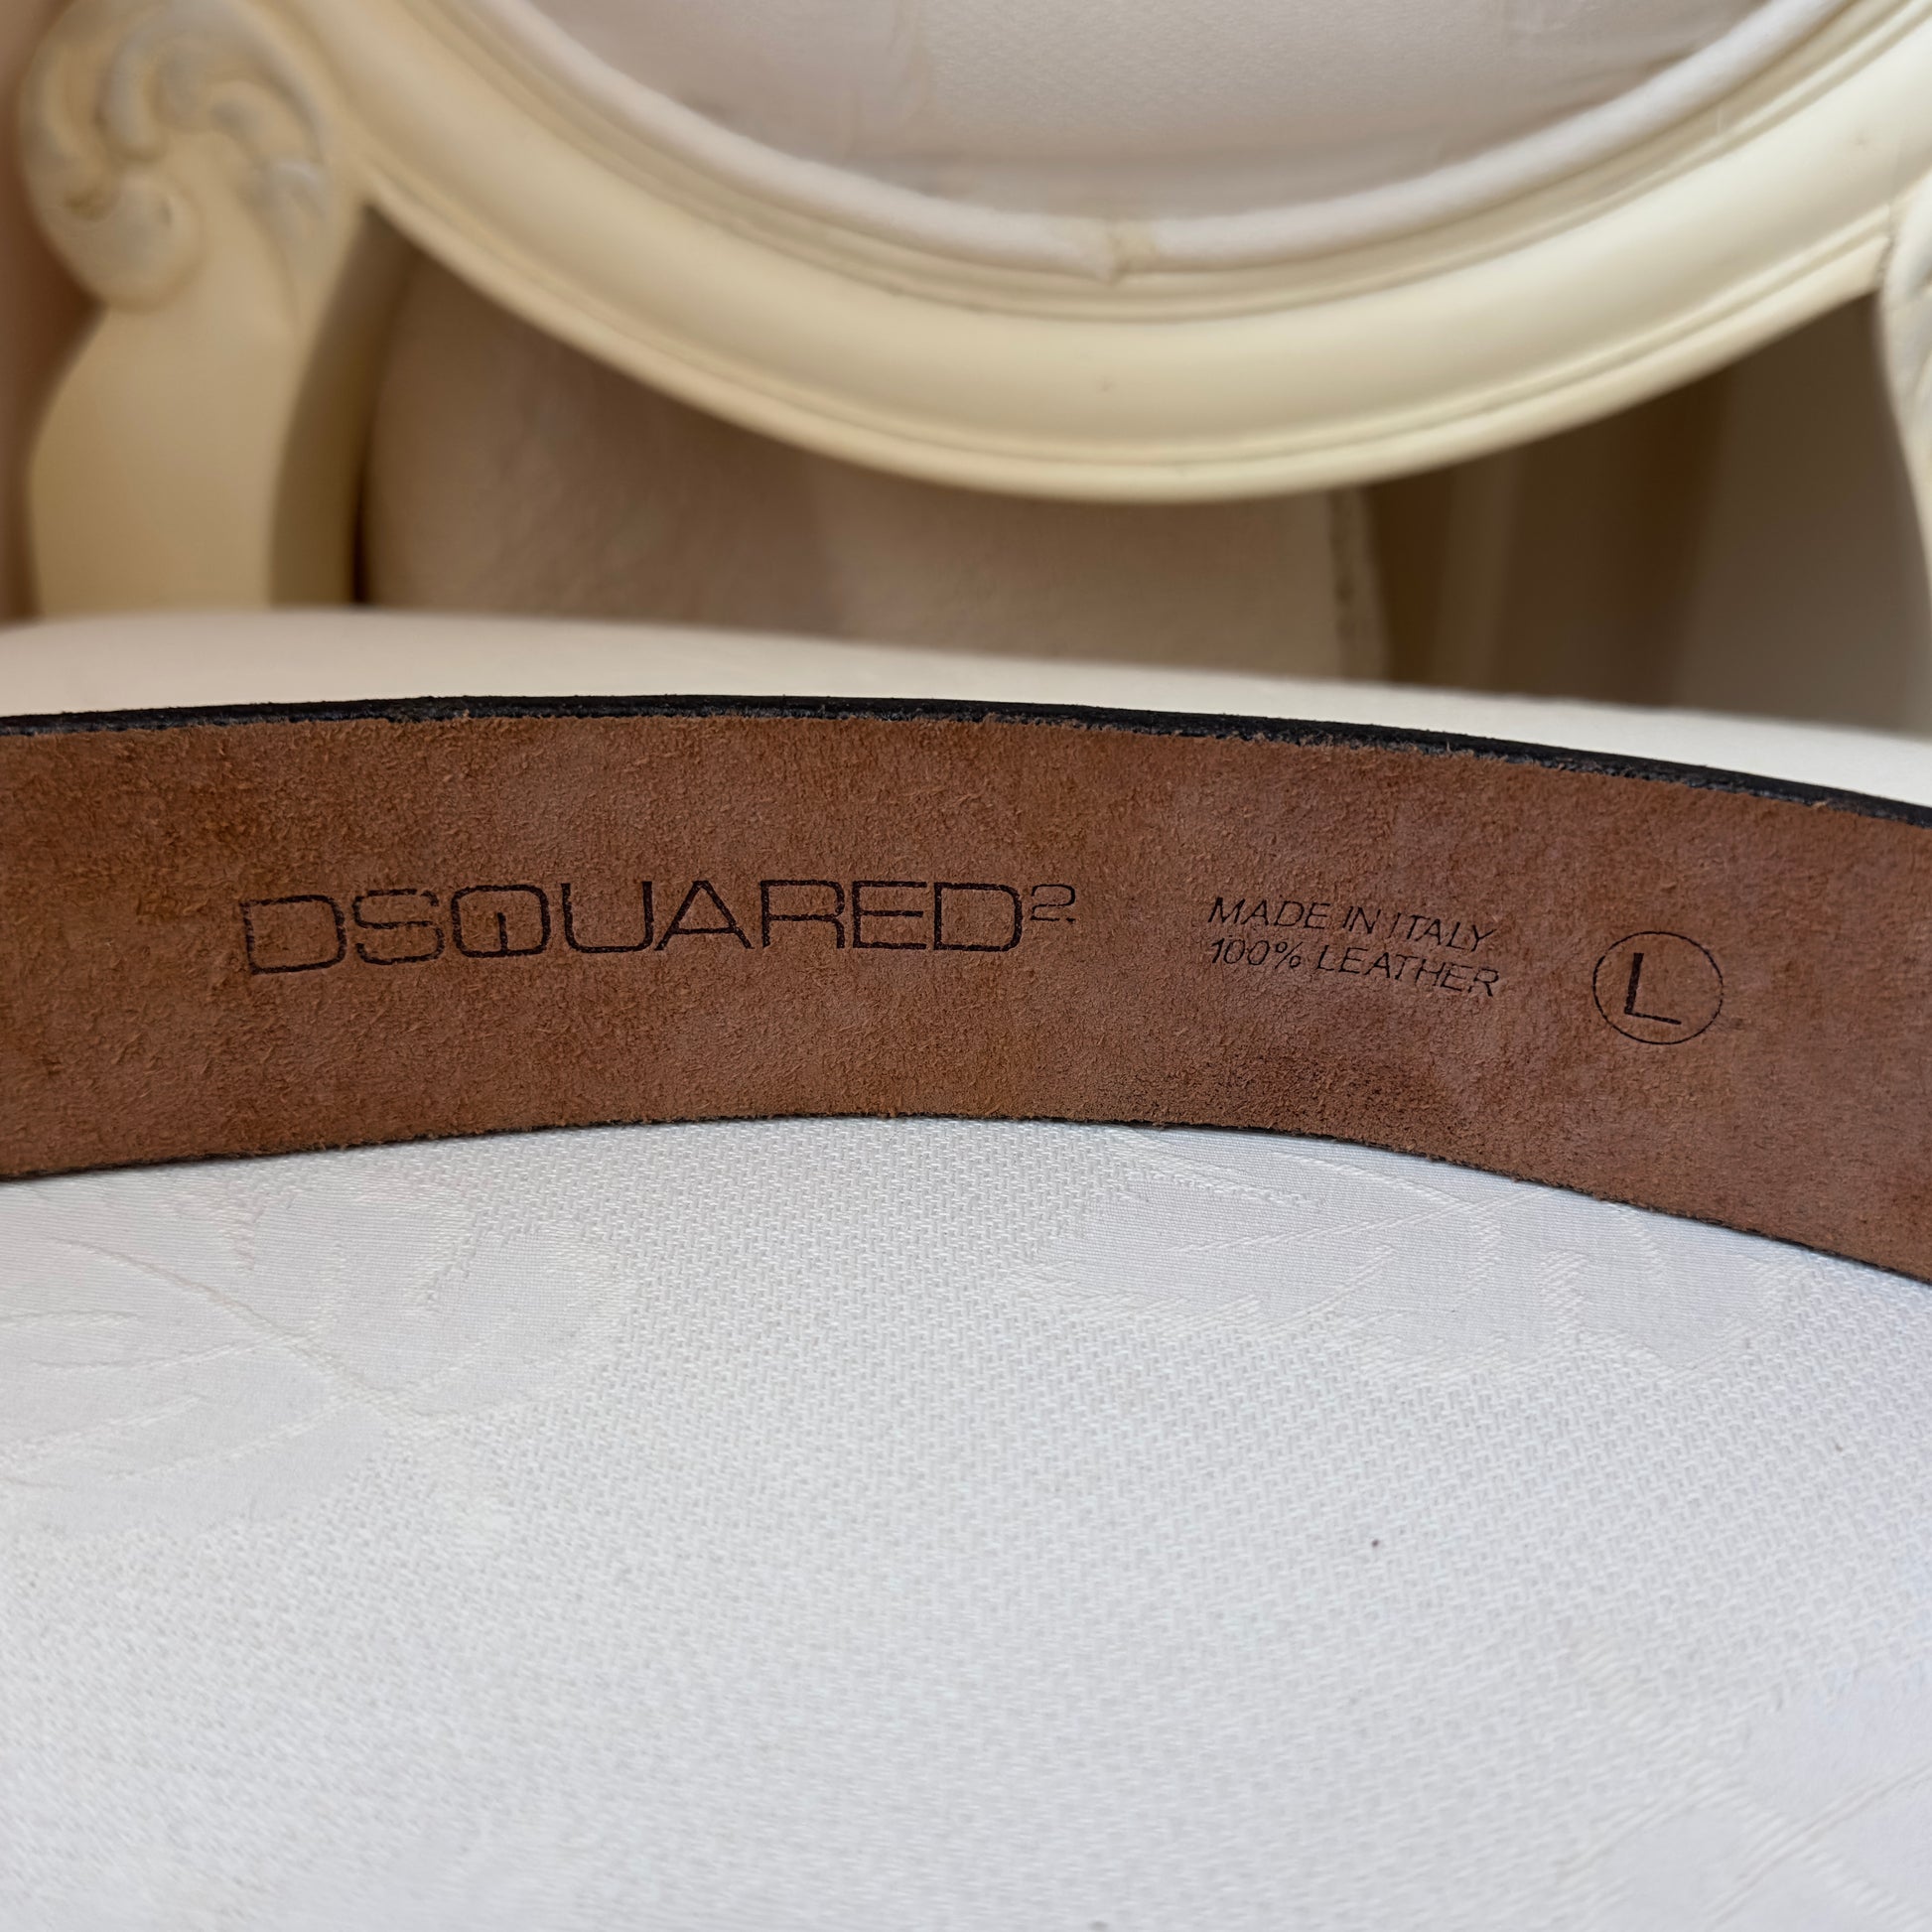 DSQUARED2
MADE IN ITALY
100% LEATHER
L